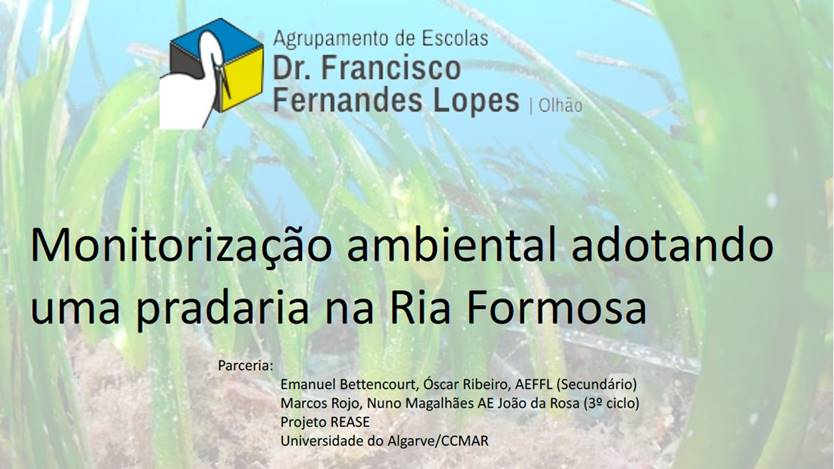 Agrupamento de Escolas
Dr. Francisco
Fernandes Lopes | Olhão
Monitorização ambiental adotando
uma pradaria na Ria Formosa
Parceria:
Emanuel Bettencourt, Óscar Ribeiro, AEFFL (Secundário)
Marcos Rojo, Nuno Magalhães AE João da Rosa (3º ciclo)
Projeto REASE
Universidade do Algarve/CCMAR